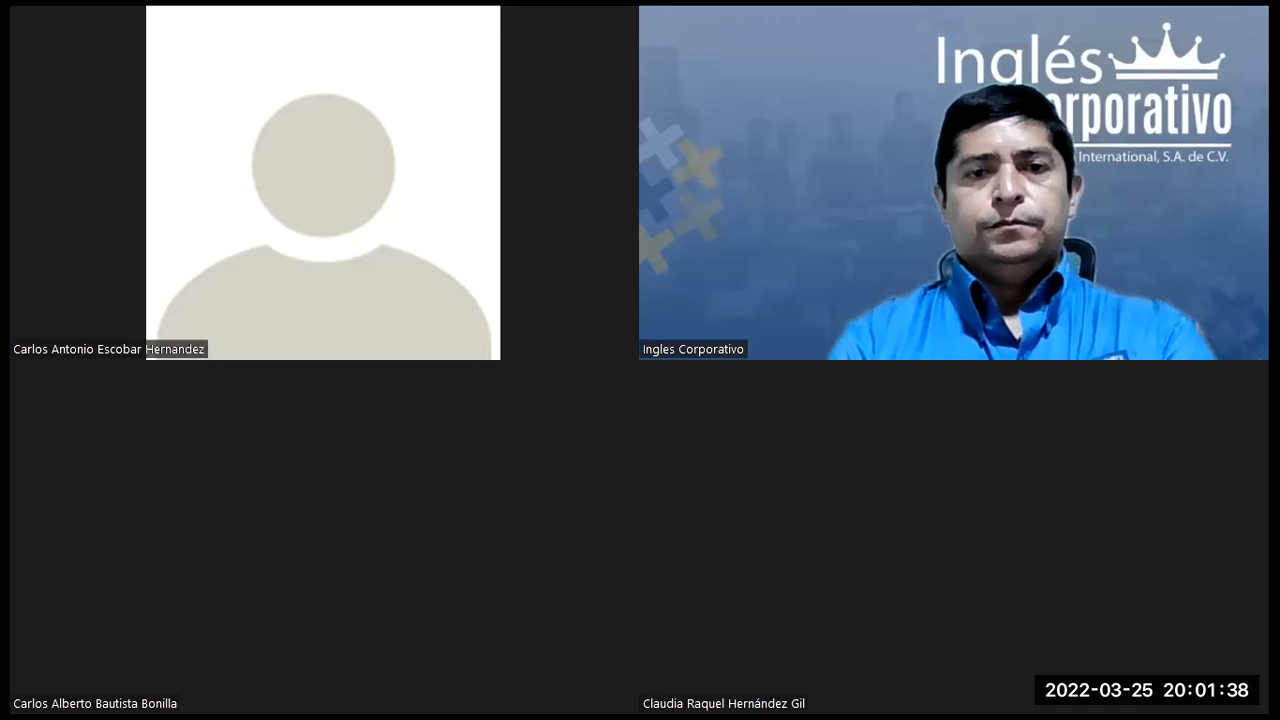 Inglés
orporativo
International, S.A. de C.V.
Carlos Antonio Escobar Hernandez
Ingles Corporativo
Carlos Alberto Bautista Bonilla
Claudia Raquel Hernández Gil
2022-03-25 20:01:38